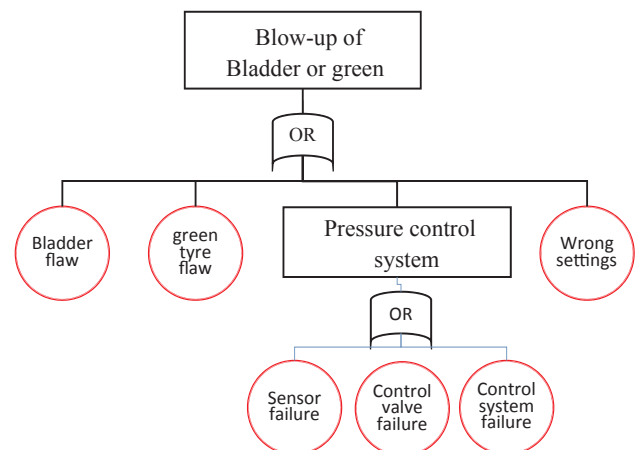 Blow-up of
Bladder or green
OR
Bladder
flaw
green
tyre
flaw
Pressure control
system
Wrong
settings
OR
Sensor
failure
Control
valve
failure
Control
system
failure